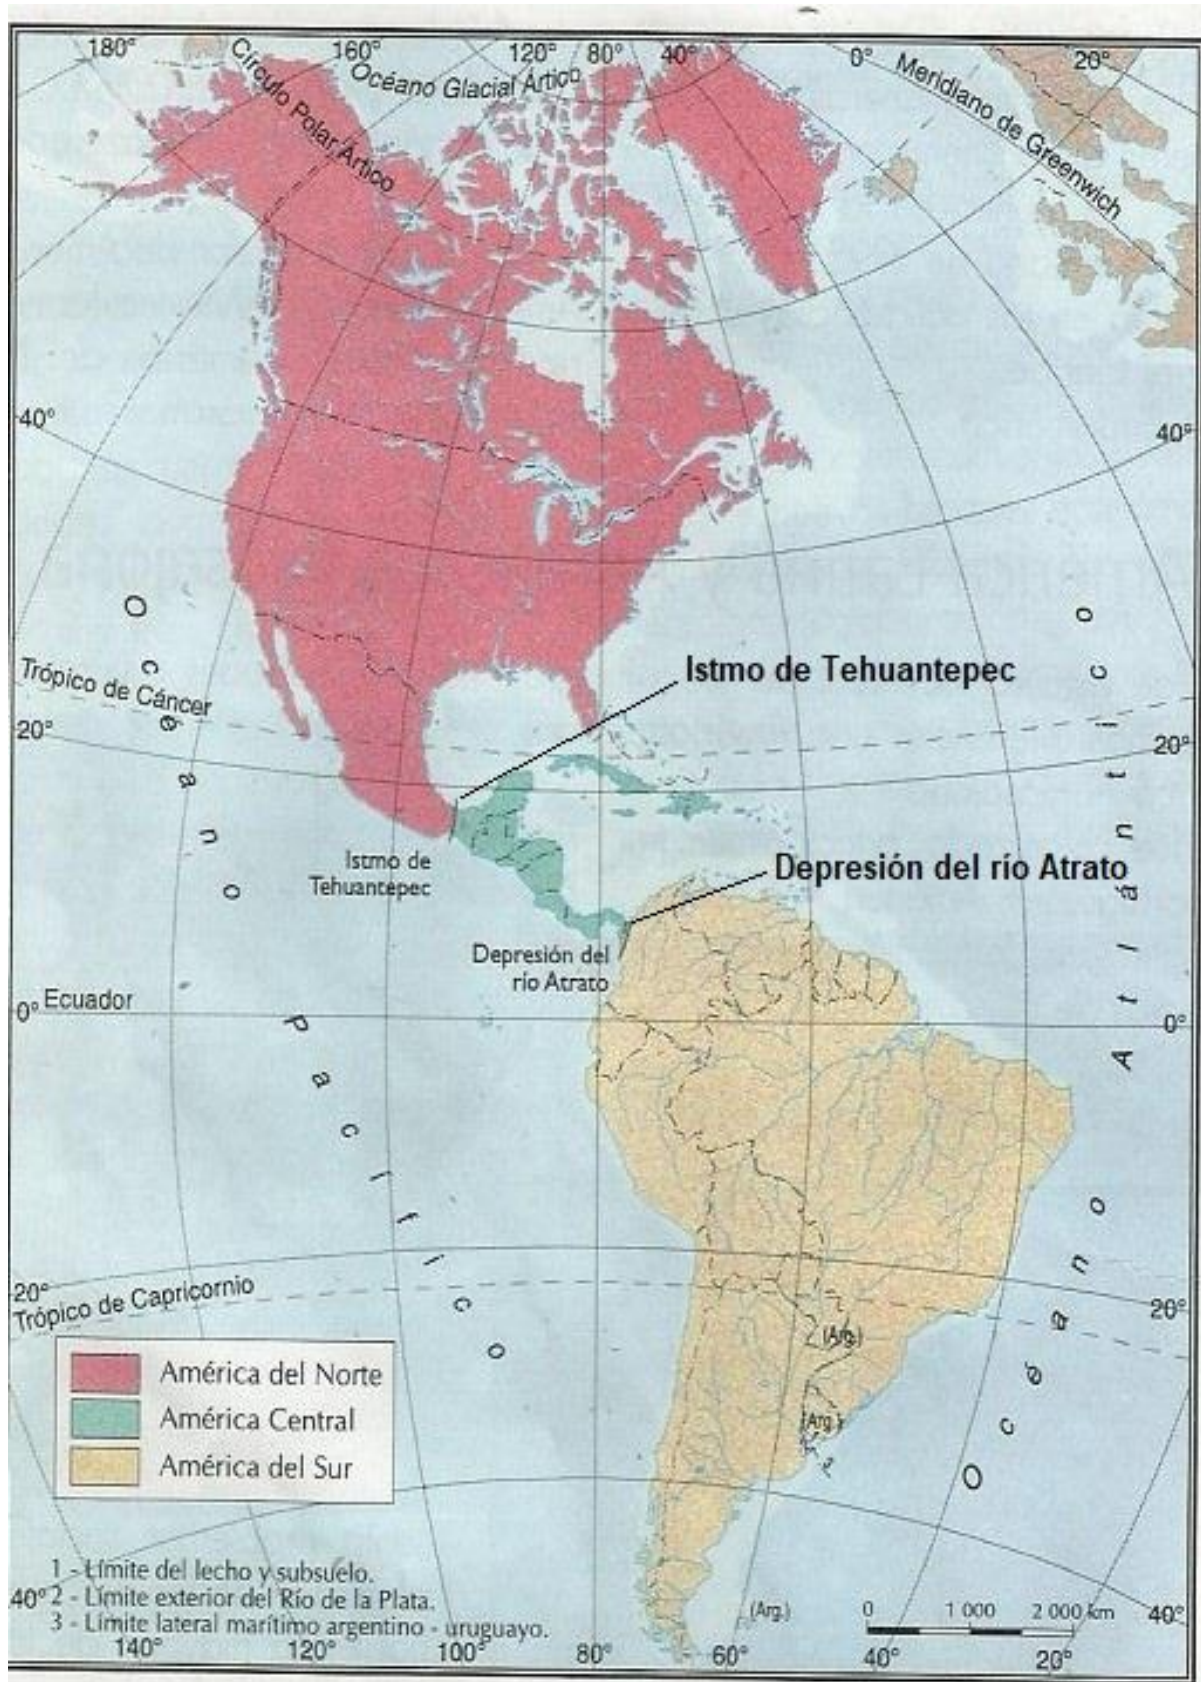 180°
Círculo Polar Ártico
160°
Océano Glacial Ártico
120°
80°
40°
0°
Meridiano de Greenwich
20°
40°
40°
Océano Pacífico
Océano Atlántico
Trópico de Cáncer
20°
20°
Istmo de Tehuantepec
Istmo de
Tehuantepec
Depresión del río Atrato
Depresión del
río Atrato
0°
Ecuador
0°
20°
Trópico de Capricornio
20°
(Arg.)
(Arg.)
América del Norte
América Central
América del Sur
1 - Límite del lecho y subsuelo.
2 - Límite exterior del Río de la Plata.
3 - Límite lateral marítimo argentino - uruguayo.
(Arg.)
0 1 000 2 000 km
40°
40°
140° 120° 100° 80° 60° 40° 20°